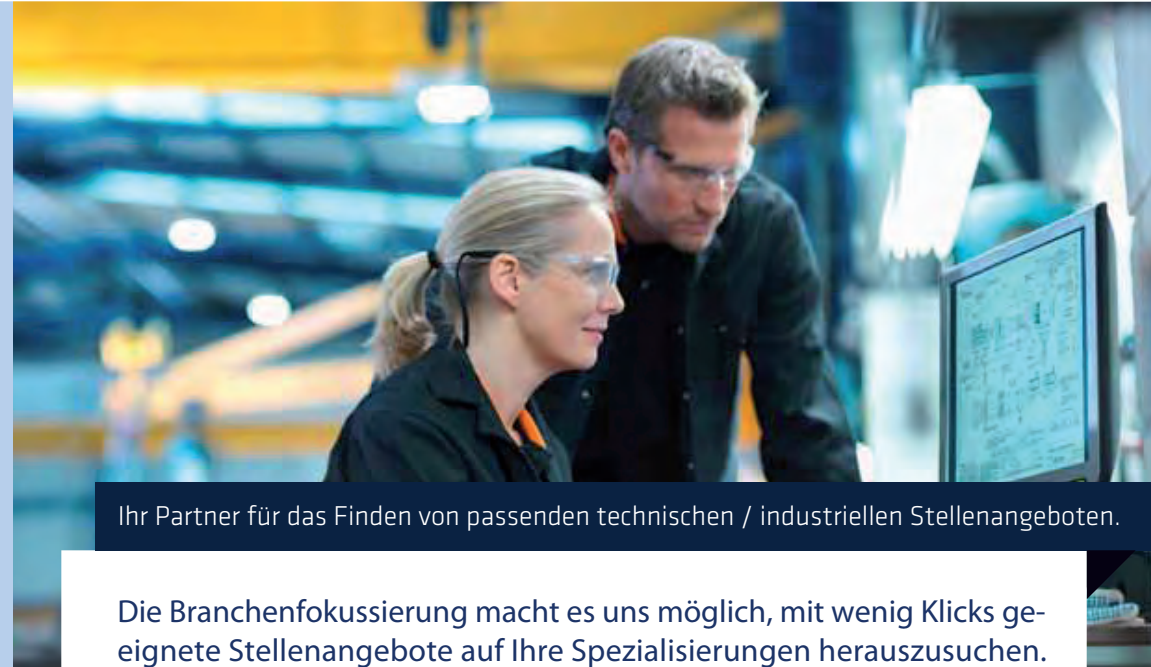 Ihr Partner für das Finden von passenden technischen / industriellen Stellenangeboten.
Die Branchenfokussierung macht es uns möglich, mit wenig Klicks ge-
eignete Stellenangebote auf Ihre Spezialisierungen herauszusuchen.